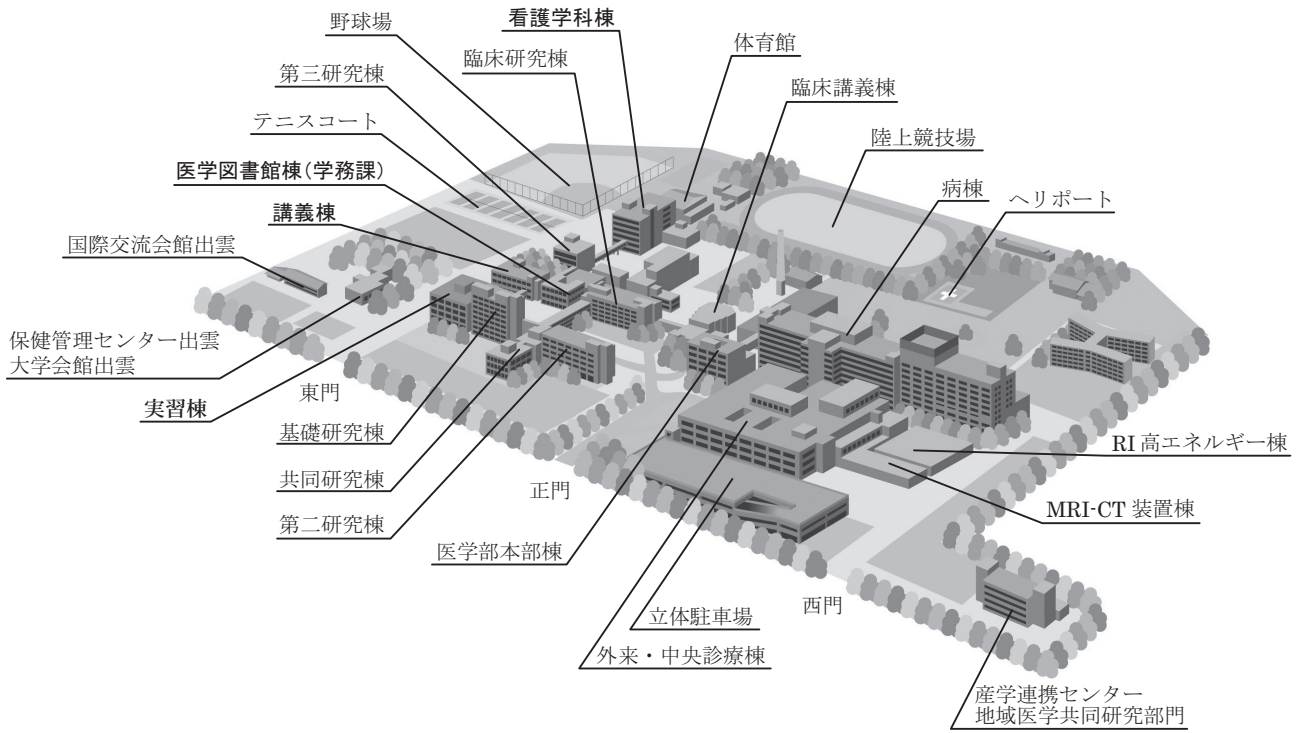 野球場
看護学科棟
臨床研究棟
体育館
第三研究棟
臨床講義棟
テニスコート
陸上競技場
医学図書館棟(学務課)
病棟
ヘリポート
講義棟
国際交流会館出雲
保健管理センター出雲
大学会館出雲
東門
実習棟
基礎研究棟
RI 高エネルギー棟
共同研究棟
正門
MRI-CT 装置棟
第二研究棟
医学部本部棟
西門
立体駐車場
外来・中央診療棟
産学連携センター
地域医学共同研究部門